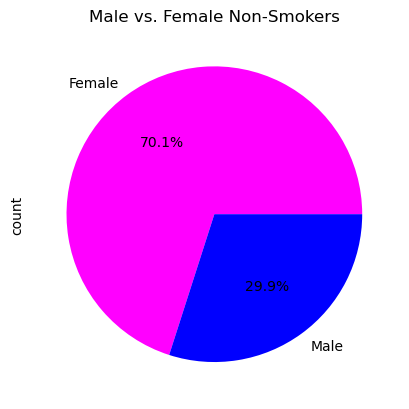 Male vs. Female Non-Smokers
Female
70.1%
count
29.9%
Male